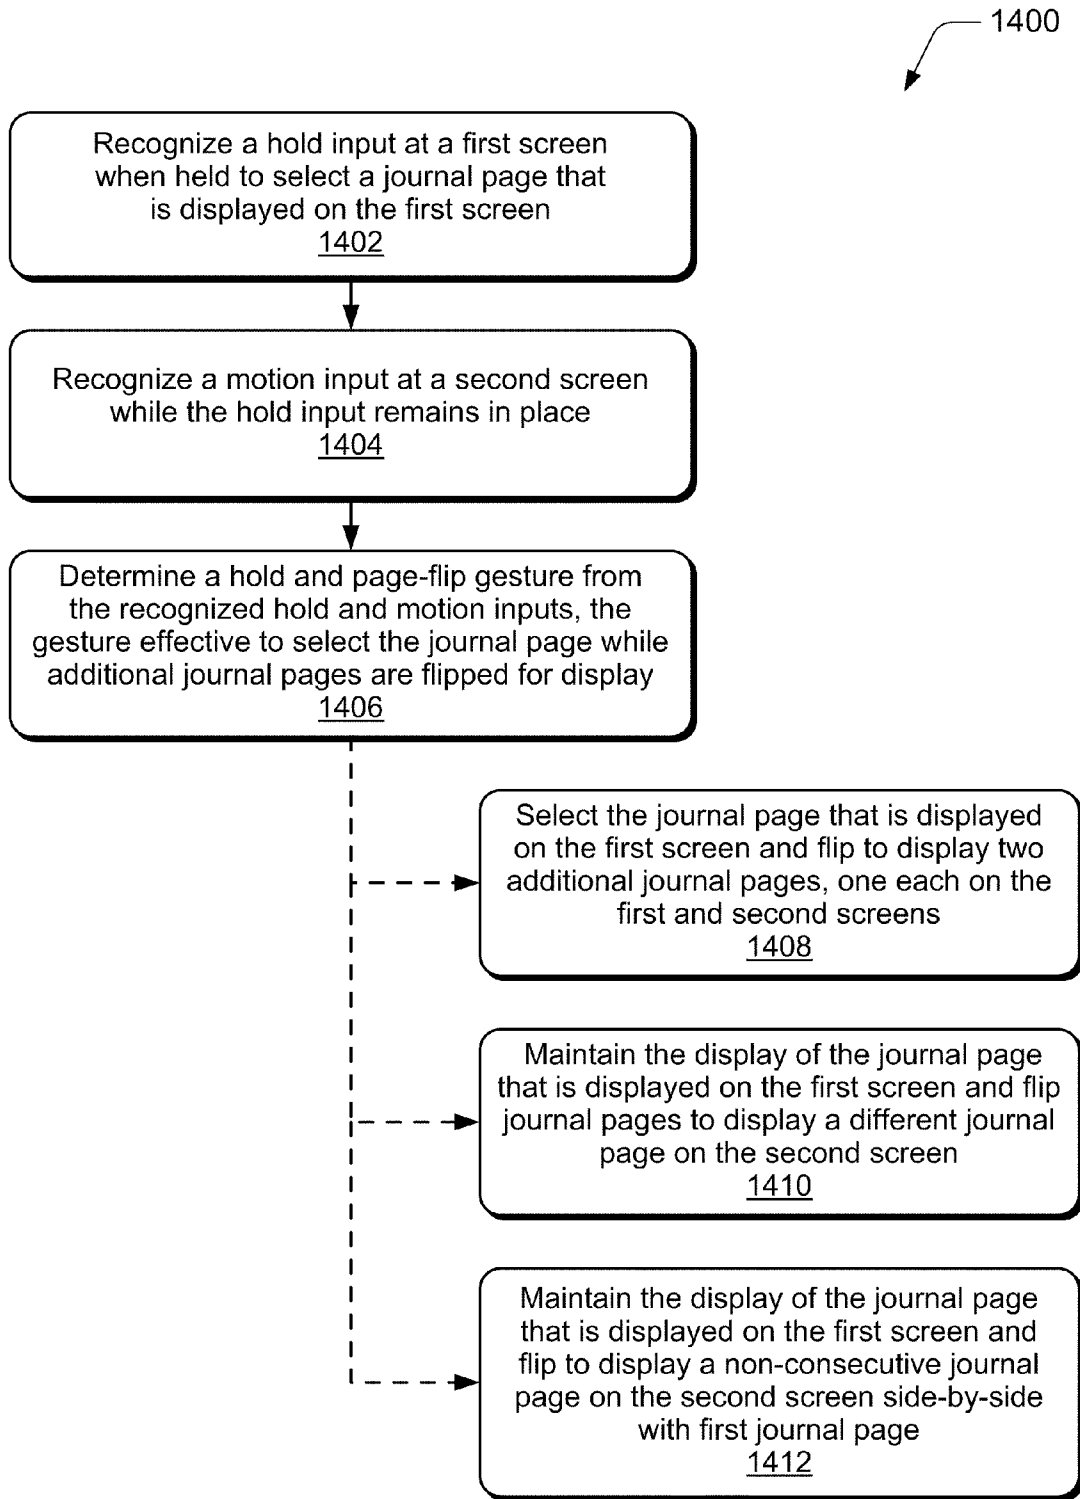 1400
Recognize a hold input at a first screen
when held to select a journal page that
is displayed on the first screen
1402
Recognize a motion input at a second screen
while the hold input remains in place
1404
Determine a hold and page-flip gesture from
the recognized hold and motion inputs, the
gesture effective to select the journal page while
additional journal pages are flipped for display
1406
Select the journal page that is displayed
on the first screen and flip to display two
additional journal pages, one each on the
first and second screens
1408
Maintain the display of the journal page
that is displayed on the first screen and flip
journal pages to display a different journal
page on the second screen
1410
Maintain the display of the journal page
that is displayed on the first screen and
flip to display a non-consecutive journal
page on the second screen side-by-side
with first journal page
1412